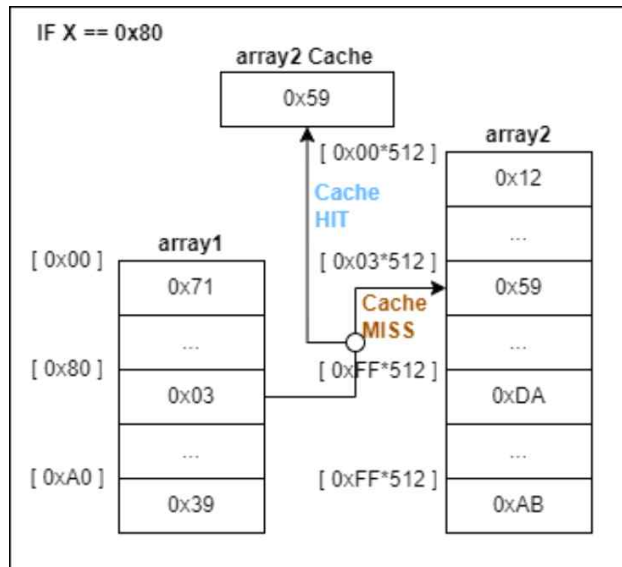 IF X == 0x80
array2 Cache
0x59
array2
[ 0x00*512 ]
0x12
Cache
HIT
...
array1
[ 0x00 ]
0x71
[ 0x03*512 ]
0x59
Cache
MISS
...
...
[ 0x80 ]
0x03
[ 0xFF*512 ]
0xDA
...
...
[ 0xA0 ]
0x39
[ 0xFF*512 ]
0xAB